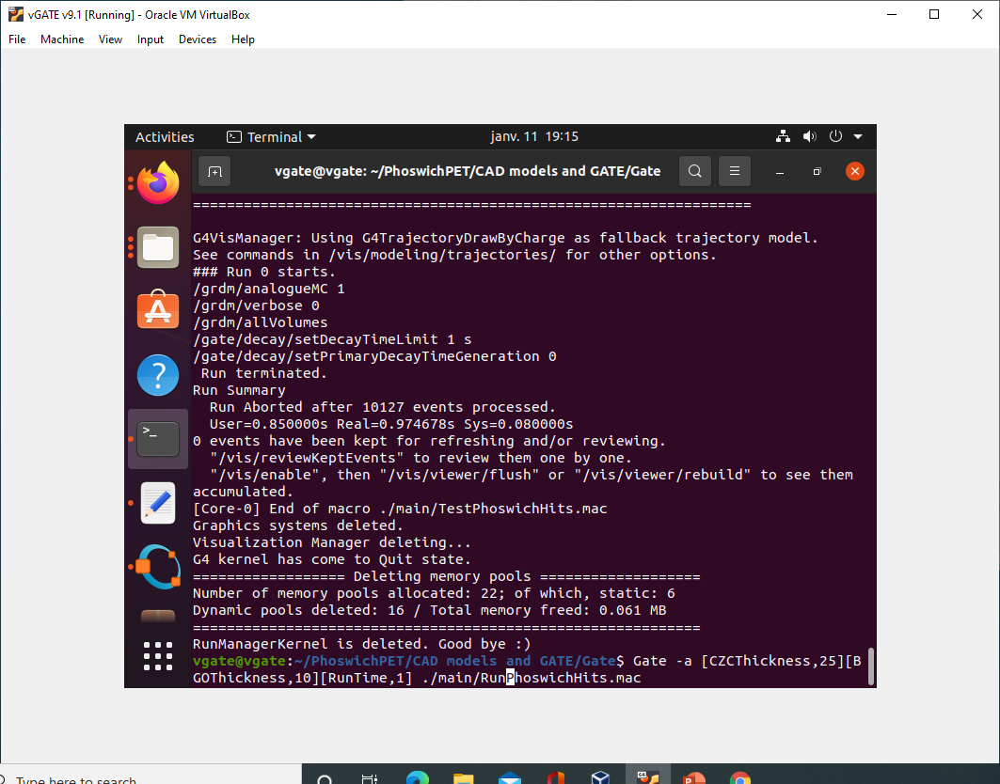 vGATE v9.1 [Running] - Oracle VM VirtualBox
File Machine View Input Devices Help
Activities Terminal janv. 11 19:15
vgate@vgate: ~/PhoswichPET/CAD models and GATE/Gate
==================================================================
G4VisManager: Using G4TrajectoryDrawByCharge as fallback trajectory model.
See commands in /vis/modeling/trajectories/ for other options.
### Run 0 starts.
/grdm/analogueMC 1
/grdm/verbose 0
/grdm/allVolumes
/gate/decay/setDecayTimeLimit 1 s
/gate/decay/setPrimaryDecayTimeGeneration 0
Run terminated.
Run Summary
Run Aborted after 10127 events processed.
User=0.850000s Real=0.974678s Sys=0.080000s
0 events have been kept for refreshing and/or reviewing.
"/vis/reviewKeptEvents" to review them one by one.
"/vis/enable", then "/vis/viewer/flush" or "/vis/viewer/rebuild" to see them
accumulated.
[Core-0] End of macro ./main/TestPhoswichHits.mac
Graphics systems deleted.
Visualization Manager deleting...
G4 kernel has come to Quit state.
================== Deleting memory pools ===================
Number of memory pools allocated: 22; of which, static: 6
Dynamic pools deleted: 16 / Total memory freed: 0.061 MB
============================================================
RunManagerKernel is deleted. Good bye :)
vgate@vgate:~/PhoswichPET/CAD models and GATE/Gate$ Gate -a [CZCThickness,25][B
GOThickness,10][RunTime,1] ./main/RunPhoswichHits.mac
Type here to search